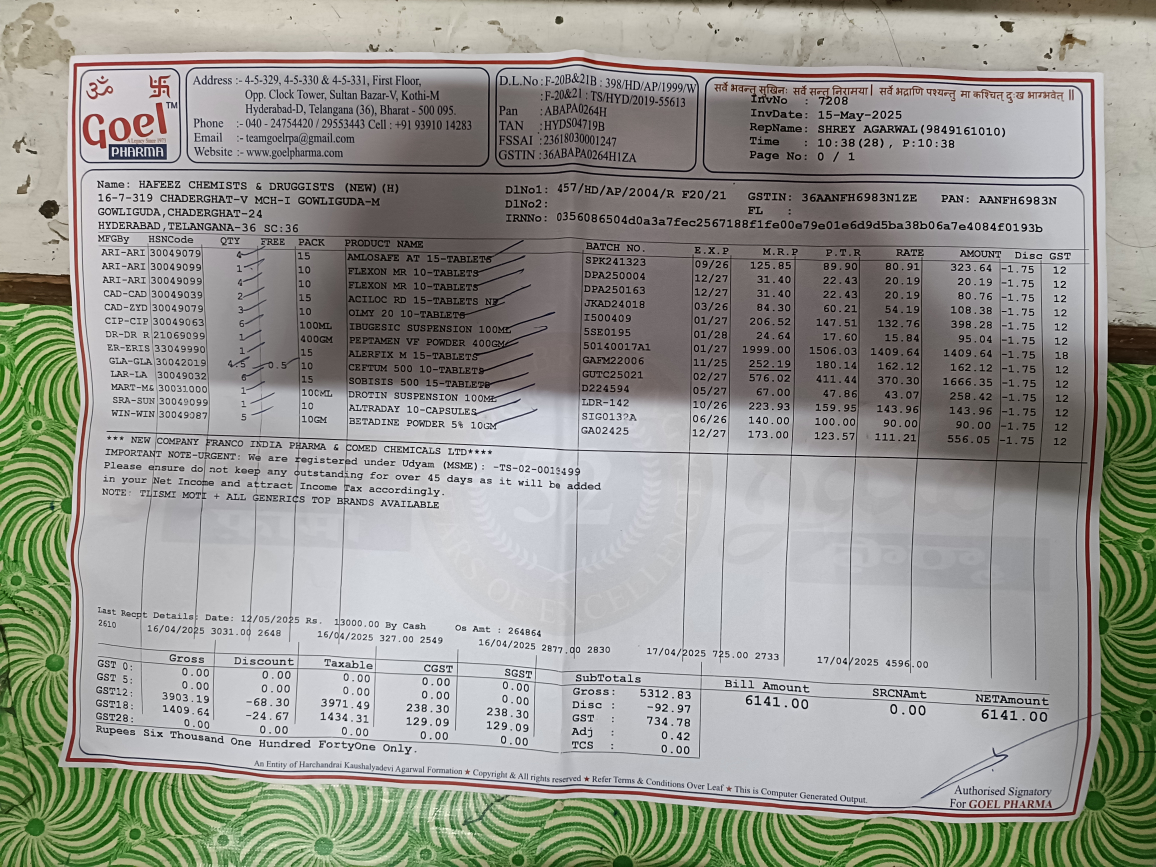 ॐ 卐
Goel TM
A Legacy Since 1973
PHARMA
Address :- 4-5-329, 4-5-330 & 4-5-331, First Floor,
Opp. Clock Tower, Sultan Bazar-V, Kothi-M
Hyderabad-D, Telangana (36), Bharat - 500 095.
Phone :- 040 - 24754420 / 29553443 Cell : +91 93910 14283
Email :- teamgoelrpa@gmail.com
Website :- www.goelpharma.com
D.L.No : F-20B&21B : 398/HD/AP/1999/W
: F-20&21 : TS/HYD/2019-55613
Pan : ABAPA0264H
TAN : HYDS04719B
FSSAI : 23618030001247
GSTIN : 36ABAPA0264H1ZA
सर्वे भवन्तु सुखिनः सर्वे सन्तु निरामया। सर्वे भद्राणि पश्यन्तु मा कश्चित् दुःख भाग्भवेत् ॥
InvNo : 7208
InvDate: 15-May-2025
RepName: SHREY AGARWAL(9849161010)
Time : 10:38(28), P:10:38
Page No: 0 / 1
Name: HAFEEZ CHEMISTS & DRUGGISTS (NEW)(H)
16-7-319 CHADERGHAT-V MCH-I GOWLIGUDA-M
GOWLIGUDA,CHADERGHAT-24
HYDERABAD,TELANGANA-36 SC:36
DlNo1: 457/HD/AP/2004/R F20/21 GSTIN: 36AANFH6983N1ZE PAN: AANFH6983N
DlNo2: FL :
IRNNo: 0356086504d0a3a7fec2567188f1fe00e79e01e6d9d5ba38b06a7e4084f0193b
MFGBy HSNCode QTY FREE PACK PRODUCT NAME BATCH NO. E.X.P M.R.P P.T.R RATE AMOUNT Disc GST
ARI-ARI 30049079 4 15 AMLOSAFE AT 15-TABLETS SPK241323 09/26 125.85 89.90 80.91 323.64 -1.75 12
ARI-ARI 30049099 1 10 FLEXON MR 10-TABLETS DPA250004 12/27 31.40 22.43 20.19 20.19 -1.75 12
ARI-ARI 30049099 4 10 FLEXON MR 10-TABLETS DPA250163 12/27 31.40 22.43 20.19 80.76 -1.75 12
CAD-CAD 30049039 2 15 ACILOC RD 15-TABLETS NP JKAD24018 03/26 84.30 60.21 54.19 108.38 -1.75 12
CAD-ZYD 30049079 3 10 OLMY 20 10-TABLETS I500409 01/27 206.52 147.51 132.76 398.28 -1.75 12
CIP-CIP 30049063 6 100ML IBUGESIC SUSPENSION 100ML 5SE0195 01/28 24.64 17.60 15.84 95.04 -1.75 12
DR-DR R 21069099 1 400GM PEPTAMEN VF POWDER 400GM 50140017A1 01/27 1999.00 1506.03 1409.64 1409.64 -1.75 18
ER-ERIS 33049990 1 15 ALERFIX M 15-TABLETS GAFM22006 11/25 252.19 180.14 162.12 162.12 -1.75 12
GLA-GLA 30042019 4.5 0.5 10 CEFTUM 500 10-TABLETS GUTC25021 02/27 576.02 411.44 370.30 1666.35 -1.75 12
LAR-LA 30049032 6 15 SOBISIS 500 15-TABLETS D224594 05/27 67.00 47.86 43.07 258.42 -1.75 12
MART-M6 30031000 1 100ML DROTIN SUSPENSION 100ML LDR-142 10/26 223.93 159.95 143.96 143.96 -1.75 12
SRA-SUN 30049099 1 10 ALTRADAY 10-CAPSULES SIG0132A 06/26 140.00 100.00 90.00 90.00 -1.75 12
WIN-WIN 30049087 5 10GM BETADINE POWDER 5% 10GM GA02425 12/27 173.00 123.57 111.21 556.05 -1.75 12
*** NEW COMPANY FRANCO INDIA PHARMA & COMED CHEMICALS LTD****
IMPORTANT NOTE-URGENT: We are registered under Udyam (MSME): -TS-02-0019499
Please ensure do not keep any outstanding for over 45 days as it will be added
in your Net Income and attract Income Tax accordingly.
NOTE: TLISMI MOTI + ALL GENERICS TOP BRANDS AVAILABLE
32
YEARS OF EXCELLENCE
Last Recpt Details: Date: 12/05/2025 Rs. 13000.00 By Cash Os Amt : 264864
2610 16/04/2025 3031.00 2648 16/04/2025 327.00 2549 16/04/2025 2877.00 2830 17/04/2025 725.00 2733 17/04/2025 4596.00
Gross Discount Taxable CGST SGST
GST 0: 0.00 0.00 0.00 0.00 0.00
GST 5: 0.00 0.00 0.00 0.00 0.00
GST12: 3903.19 -68.30 3971.49 238.30 238.30
GST18: 1409.64 -24.67 1434.31 129.09 129.09
GST28: 0.00 0.00 0.00 0.00 0.00
Rupees Six Thousand One Hundred FortyOne Only.
SubTotals
Gross: 5312.83
Disc : -92.97
GST : 734.78
Adj : 0.42
TCS : 0.00
Bill Amount SRCNAmt NETAmount
6141.00 0.00 6141.00
An Entity of Harchandrai Kaushalyadevi Agarwal Formation ★ Copyright & All rights reserved ★ Refer Terms & Conditions Over Leaf ★ This is Computer Generated Output.
Authorised Signatory
For GOEL PHARMA